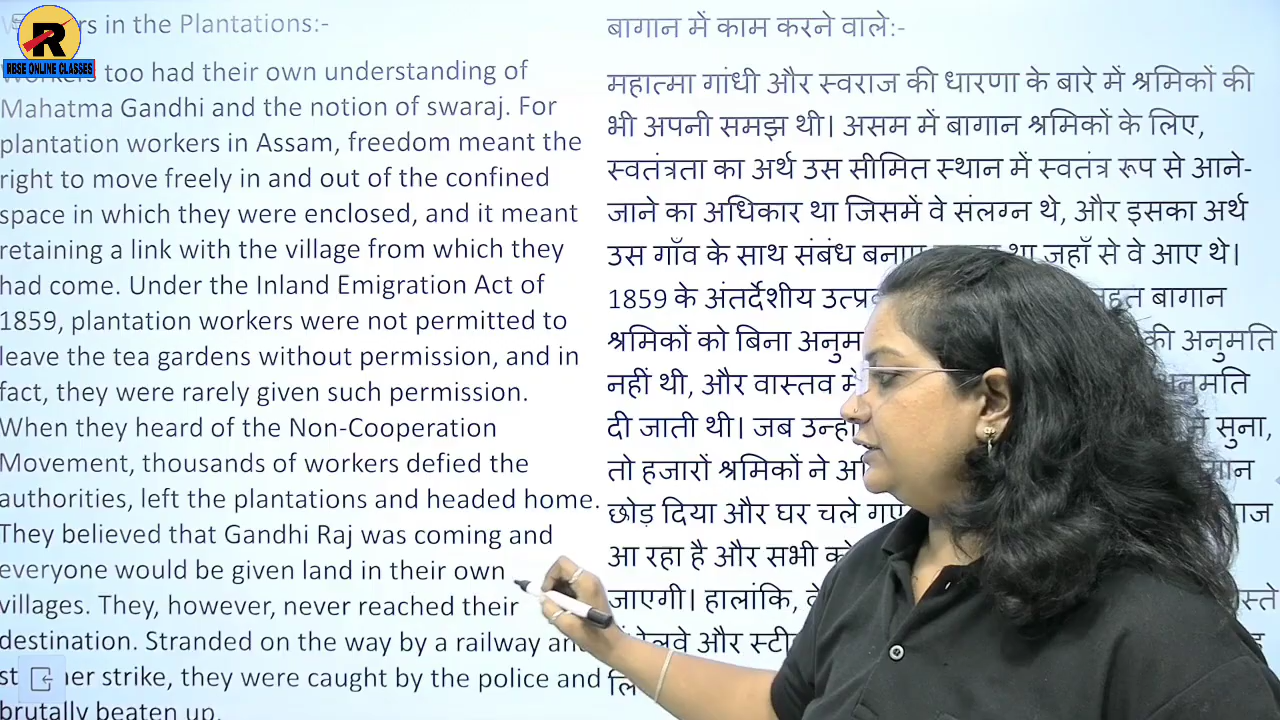 R
RBSE ONLINE CLASSES
rs in the Plantations:-
Workers too had their own understanding of
Mahatma Gandhi and the notion of swaraj. For
plantation workers in Assam, freedom meant the
right to move freely in and out of the confined
space in which they were enclosed, and it meant
retaining a link with the village from which they
had come. Under the Inland Emigration Act of
1859, plantation workers were not permitted to
leave the tea gardens without permission, and in
fact, they were rarely given such permission.
When they heard of the Non-Cooperation
Movement, thousands of workers defied the
authorities, left the plantations and headed home.
They believed that Gandhi Raj was coming and
everyone would be given land in their own
villages. They, however, never reached their
destination. Stranded on the way by a railway and
st her strike, they were caught by the police and
brutally beaten up.
बागान में काम करने वाले:-
महात्मा गांधी और स्वराज की धारणा के बारे में श्रमिकों की
भी अपनी समझ थी। असम में बागान श्रमिकों के लिए,
स्वतंत्रता का अर्थ उस सीमित स्थान में स्वतंत्र रूप से आने-
जाने का अधिकार था जिसमें वे संलग्न थे, और इसका अर्थ
उस गाँव के साथ संबंध था जहाँ से वे आए थे।
1859 के अंतर्देशीय बागान
श्रमिकों को बिना की अनुमति
नहीं थी, और वास्तव में अनुमति
दी जाती थी। जब सुना,
तो हजारों श्रमिकों ने
छोड़ दिया और घर चले गए
आ रहा है और सभी को
जाएगी। हालांकि,
रेलवे और